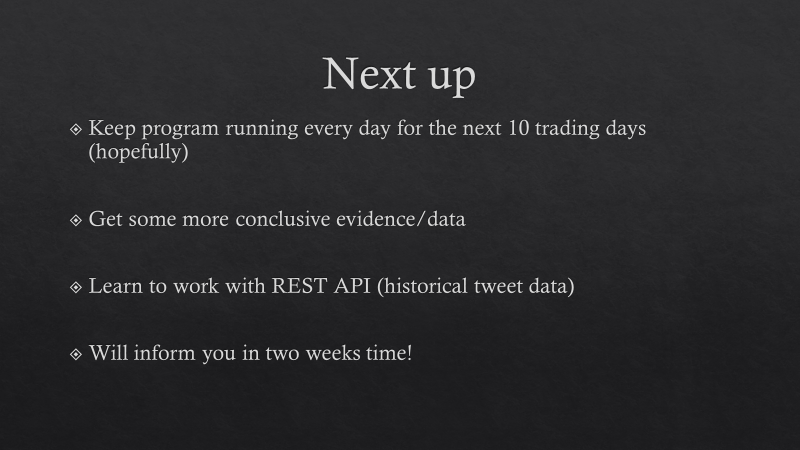 Next up
Keep program running every day for the next 10 trading days
(hopefully)
Get some more conclusive evidence/data
Learn to work with REST API (historical tweet data)
Will inform you in two weeks time!